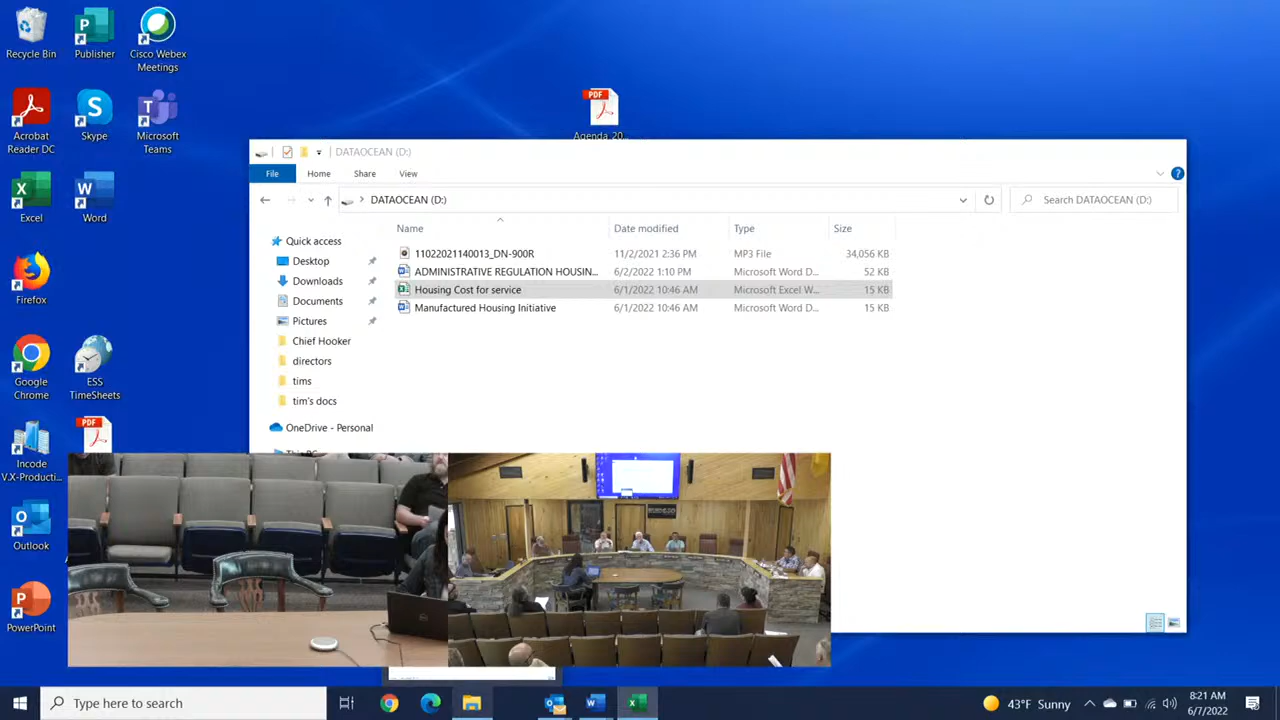 Recycle Bin
Publisher
Cisco Webex
Meetings
Acrobat
Reader DC
Skype
Microsoft
Teams
PDF
Agenda_20...
Excel
Word
Firefox
Google
Chrome
ESS
TimeSheets
PDF
Incode
V.X-Producti...
Outlook
PowerPoint
DATAOCEAN (D:)
File
Home
Share
View
DATAOCEAN (D:)
Search DATAOCEAN (D:)
Name
Date modified
Type
Size
11022021140013_DN-900R
11/2/2021 2:36 PM
MP3 File
34,056 KB
ADMINISTRATIVE REGULATION HOUSIN...
6/2/2022 1:10 PM
Microsoft Word D...
52 KB
Housing Cost for service
6/1/2022 10:46 AM
Microsoft Excel W...
15 KB
Manufactured Housing Initiative
6/1/2022 10:46 AM
Microsoft Word D...
15 KB
Quick access
Desktop
Downloads
Documents
Pictures
Chief Hooker
directors
tims
tim's docs
OneDrive - Personal
This PC
Type here to search
43°F Sunny
8:21 AM
6/7/2022